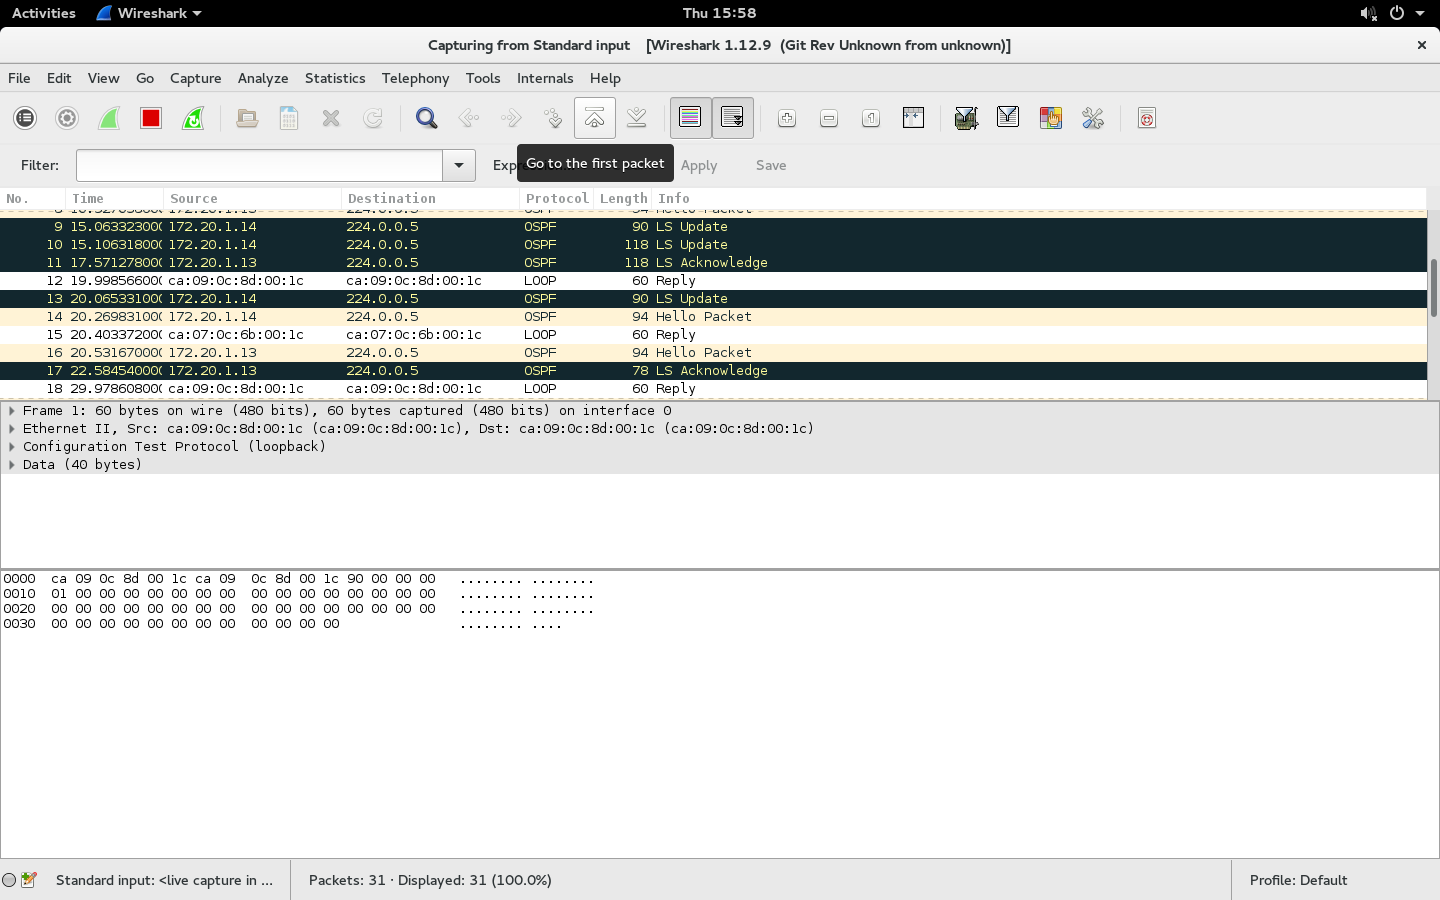 Activities Wireshark Thu 15:58
Capturing from Standard input [Wireshark 1.12.9 (Git Rev Unknown from unknown)]
File Edit View Go Capture Analyze Statistics Telephony Tools Internals Help
Filter: Apply Save
Go to the first packet
No. Time Source Destination Protocol Length Info
9 15.06332300 172.20.1.14 224.0.0.5 OSPF 90 LS Update
10 15.10631800 172.20.1.14 224.0.0.5 OSPF 118 LS Update
11 17.57127800 172.20.1.13 224.0.0.5 OSPF 118 LS Acknowledge
12 19.99856600 ca:09:0c:8d:00:1c ca:09:0c:8d:00:1c LOOP 60 Reply
13 20.06533100 172.20.1.14 224.0.0.5 OSPF 90 LS Update
14 20.26983100 172.20.1.14 224.0.0.5 OSPF 94 Hello Packet
15 20.40337200 ca:07:0c:6b:00:1c ca:07:0c:6b:00:1c LOOP 60 Reply
16 20.53167000 172.20.1.13 224.0.0.5 OSPF 94 Hello Packet
17 22.58454000 172.20.1.13 224.0.0.5 OSPF 78 LS Acknowledge
18 29.97860800 ca:09:0c:8d:00:1c ca:09:0c:8d:00:1c LOOP 60 Reply
Frame 1: 60 bytes on wire (480 bits), 60 bytes captured (480 bits) on interface 0
Ethernet II, Src: ca:09:0c:8d:00:1c (ca:09:0c:8d:00:1c), Dst: ca:09:0c:8d:00:1c (ca:09:0c:8d:00:1c)
Configuration Test Protocol (loopback)
Data (40 bytes)
0000 ca 09 0c 8d 00 1c ca 09 0c 8d 00 1c 90 00 00 00 ........ ........
0010 01 00 00 00 00 00 00 00 00 00 00 00 00 00 00 00 ........ ........
0020 00 00 00 00 00 00 00 00 00 00 00 00 00 00 00 00 ........ ........
0030 00 00 00 00 00 00 00 00 00 00 00 00 ........ ....
Standard input: <live capture in ... Packets: 31 · Displayed: 31 (100.0%) Profile: Default